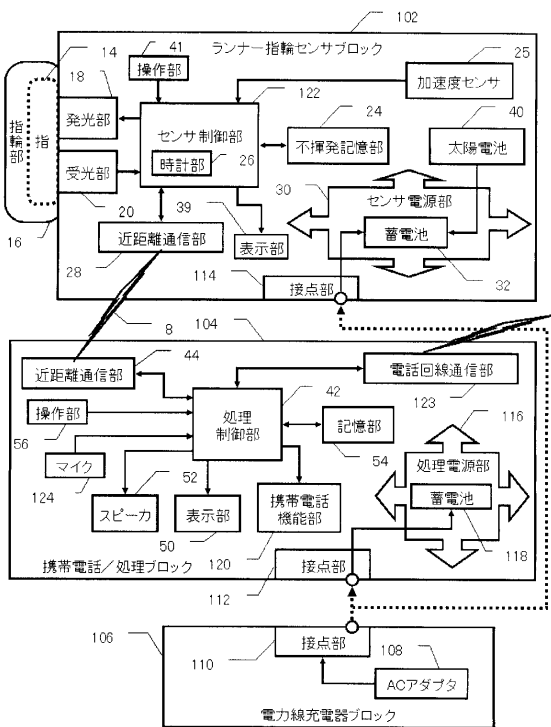 102
ランナー指輪センサブロック
14
41
25
18
操作部
加速度センサ
122
24
40
発光部
指輪部
指
センサ制御部
不揮発記憶部
太陽電池
時計部
26
30
受光部
センサ電源部
39
20
16
近距離通信部
表示部
蓄電池
28
114
32
接点部
8
104
44
近距離通信部
電話回線通信部
42
123
操作部
処理
制御部
116
記憶部
56
54
処理電源部
マイク
52
124
蓄電池
スピーカ
表示部
携帯電話
機能部
50
120
118
携帯電話/処理ブロック
接点部
112
106
接点部
108
110
ACアダプタ
電力線充電器ブロック